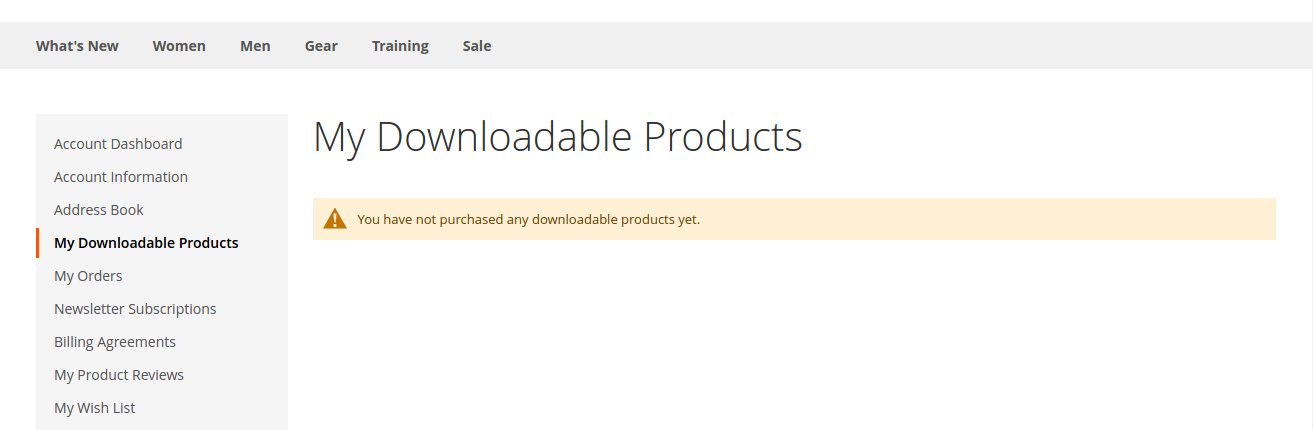 What's New Women Men Gear Training Sale
Account Dashboard
Account Information
Address Book
My Downloadable Products
My Orders
Newsletter Subscriptions
Billing Agreements
My Product Reviews
My Wish List
My Downloadable Products
You have not purchased any downloadable products yet.